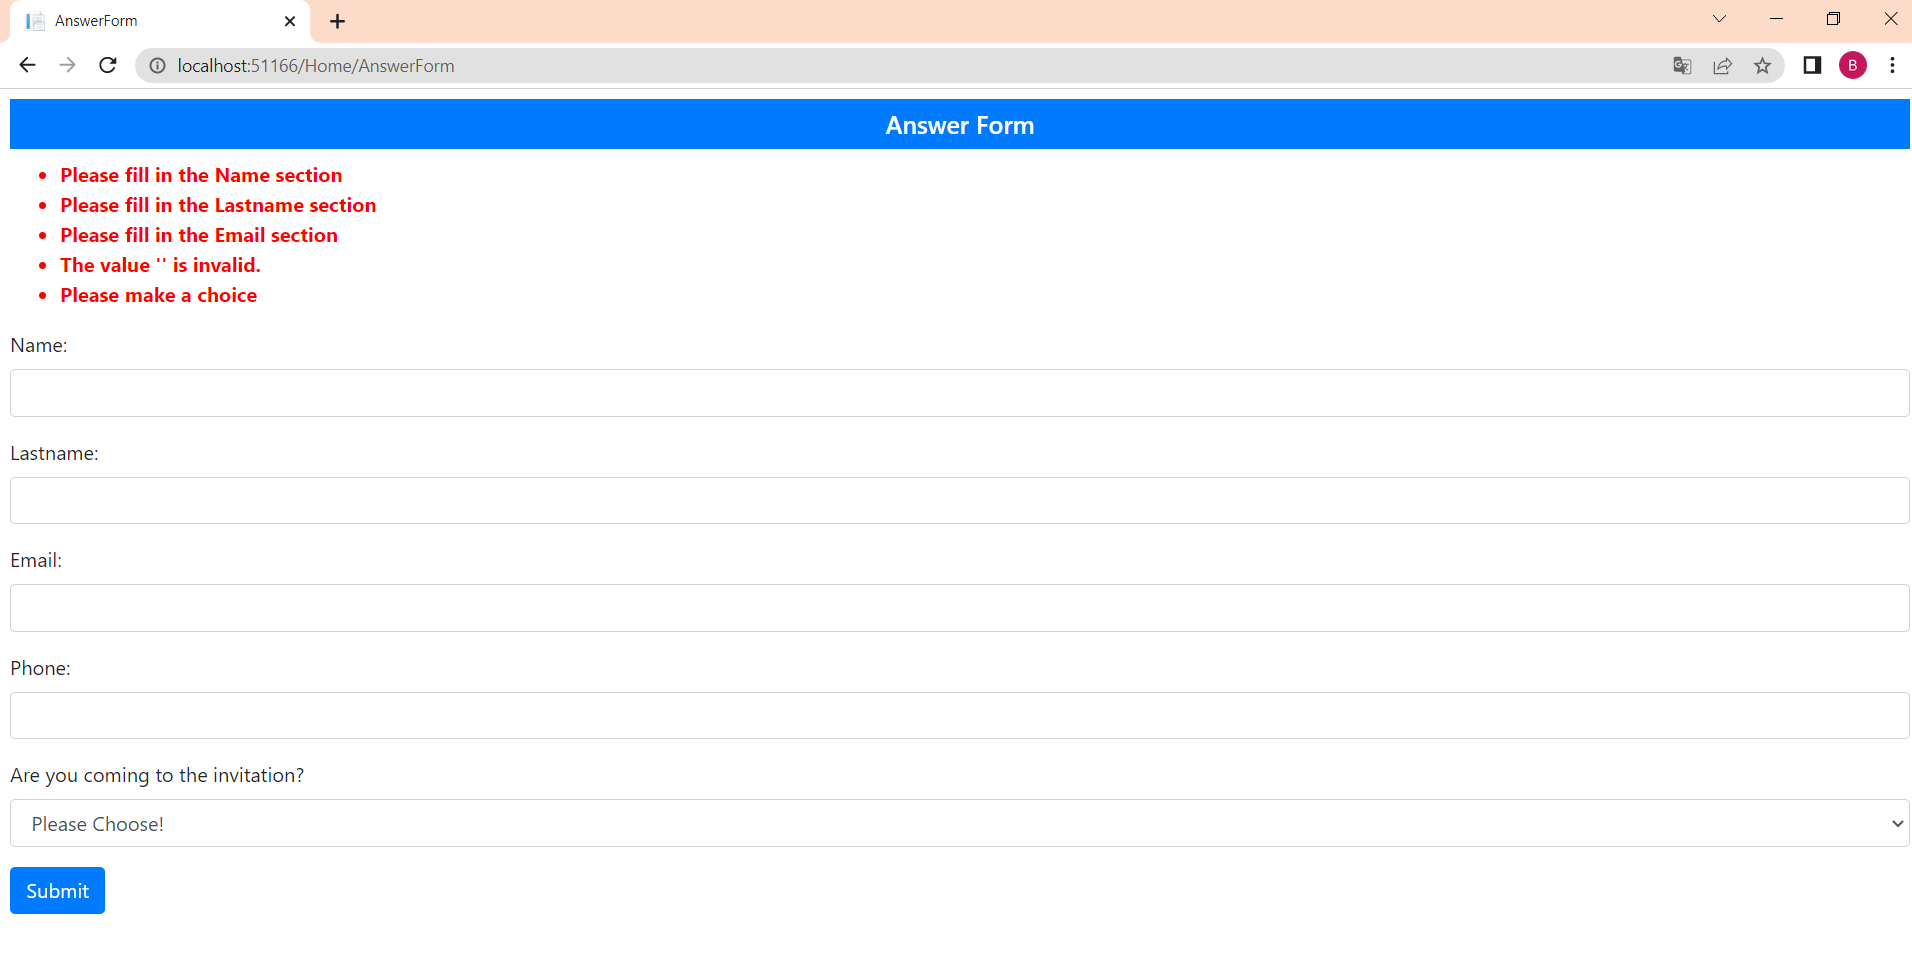 AnswerForm
localhost:51166/Home/AnswerForm
B
Answer Form
• Please fill in the Name section
• Please fill in the Lastname section
• Please fill in the Email section
• The value '' is invalid.
• Please make a choice
Name:
Lastname:
Email:
Phone:
Are you coming to the invitation?
Please Choose!
Submit